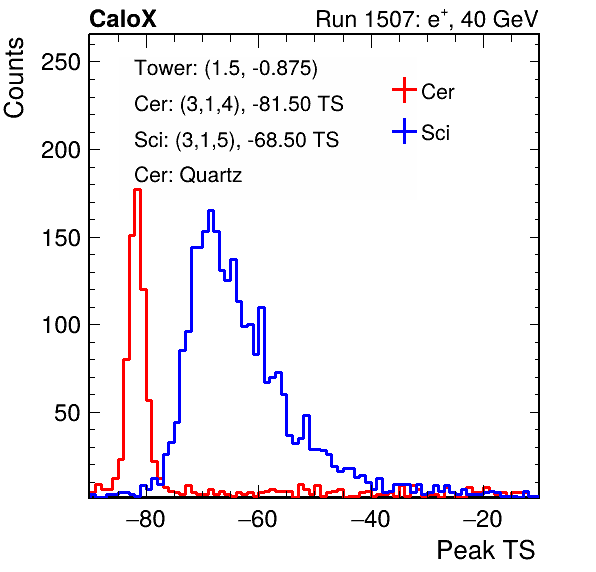 CaloX Run 1507: e⁺, 40 GeV
Counts
Tower: (1.5, -0.875)
Cer: (3,1,4), -81.50 TS
Sci: (3,1,5), -68.50 TS
Cer: Quartz
Cer
Sci
250
200
150
100
50
−80 −60 −40 −20
Peak TS